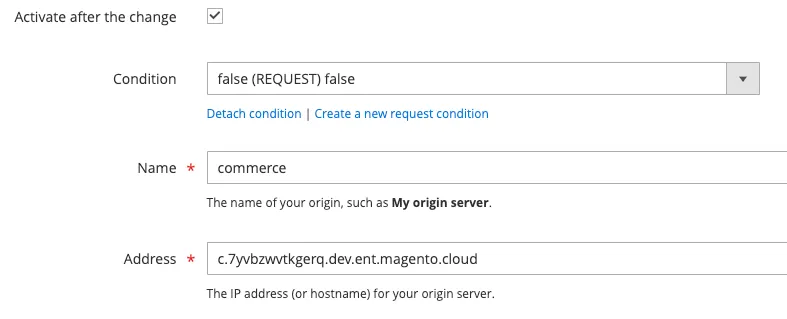 Activate after the change
Condition false (REQUEST) false
Detach condition | Create a new request condition
Name * commerce
The name of your origin, such as My origin server.
Address * c.7yvbzwvtkgerq.dev.ent.magento.cloud
The IP address (or hostname) for your origin server.